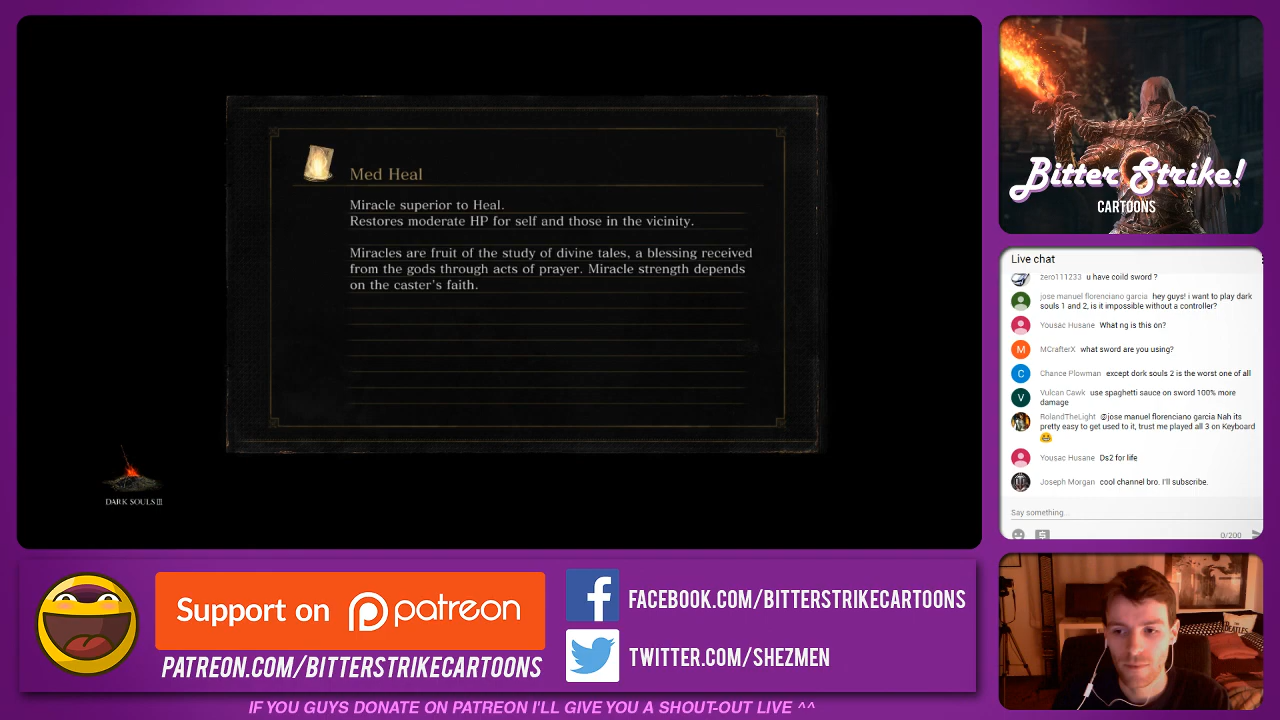 Med Heal
Miracle superior to Heal.
Restores moderate HP for self and those in the vicinity.
Miracles are fruit of the study of divine tales, a blessing received
from the gods through acts of prayer. Miracle strength depends
on the caster's faith.
DARK SOULS III
Bitter Strike!
CARTOONS
Live chat
zero111233 u have coild sword ?
jose manuel florenciano garcia hey guys! i want to play dark
souls 1 and 2, is it impossible without a controller?
Yousac Husane What ng is this on?
M MCrafterX what sword are you using?
C Chance Plowman except dork souls 2 is the worst one of all
V Vulcan Cawk use spaghetti sauce on sword 100% more
damage
RolandTheLight @jose manuel florenciano garcia Nah its
pretty easy to get used to it, trust me played all 3 on Keyboard
😂
Yousac Husane Ds2 for life
Joseph Morgan cool channel bro. I'll subscribe.
Say something...
0/200
Support on patreon
PATREON.COM/BITTERSTRIKECARTOONS
FACEBOOK.COM/BITTERSTRIKECARTOONS
TWITTER.COM/SHEZMEN
IF YOU GUYS DONATE ON PATREON I'LL GIVE YOU A SHOUT-OUT LIVE ^^